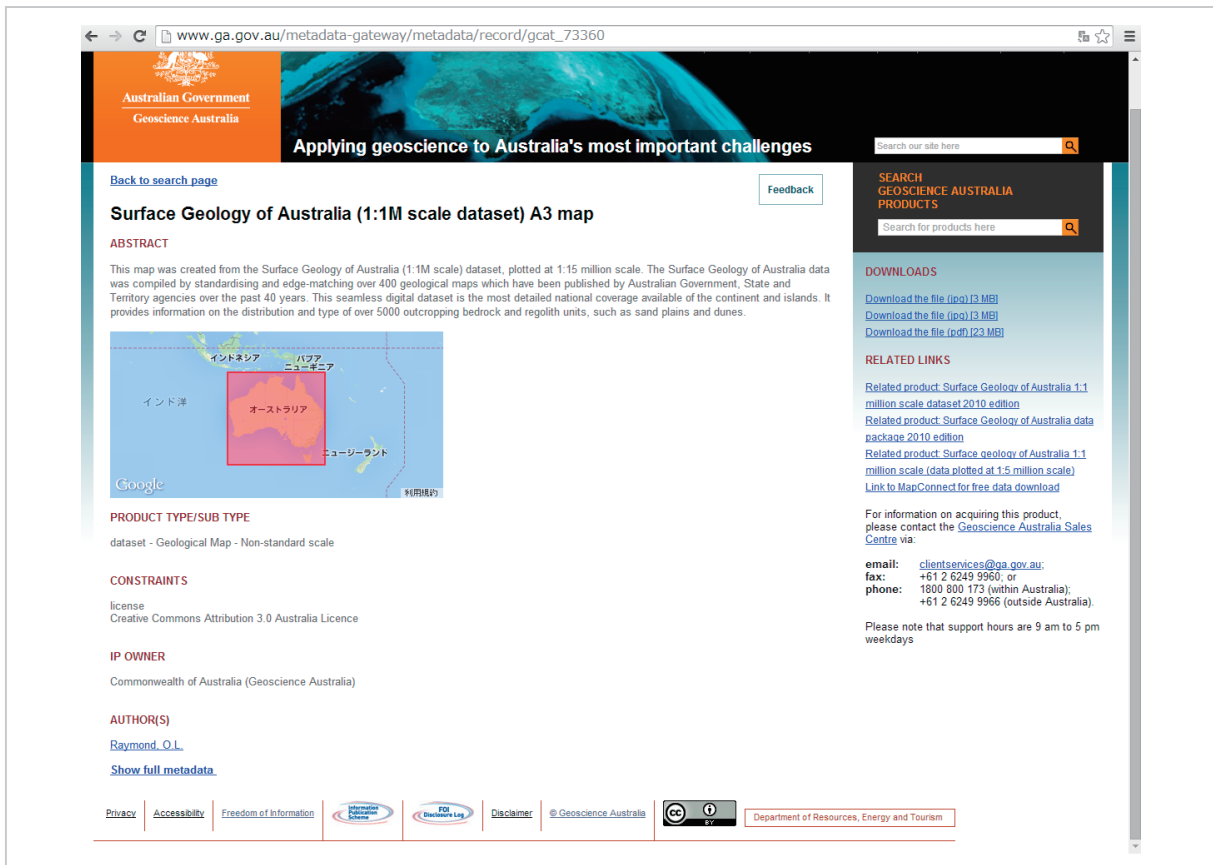 www.ga.gov.au/metadata-gateway/metadata/record/gcat_73360
Australian Government
Geoscience Australia
Applying geoscience to Australia's most important challenges
Search our site here
Back to search page
Feedback
Surface Geology of Australia (1:1M scale dataset) A3 map
ABSTRACT
This map was created from the Surface Geology of Australia (1:1M scale) dataset, plotted at 1:15 million scale. The Surface Geology of Australia data
was compiled by standardising and edge-matching over 400 geological maps which have been published by Australian Government, State and
Territory agencies over the past 40 years. This seamless digital dataset is the most detailed national coverage available of the continent and islands. It
provides information on the distribution and type of over 5000 outcropping bedrock and regolith units, such as sand plains and dunes.
インドネシア
パプア
ニューギニア
インド洋
オーストラリア
ニュージーランド
Google
利用規約
PRODUCT TYPE/SUB TYPE
dataset - Geological Map - Non-standard scale
CONSTRAINTS
license
Creative Commons Attribution 3.0 Australia Licence
IP OWNER
Commonwealth of Australia (Geoscience Australia)
AUTHOR(S)
Raymond, O.L.
Show full metadata
SEARCH
GEOSCIENCE AUSTRALIA
PRODUCTS
Search for products here
DOWNLOADS
Download the file (jpg) [3 MB]
Download the file (jpg) [3 MB]
Download the file (pdf) [23 MB]
RELATED LINKS
Related product: Surface Geology of Australia 1:1
million scale dataset 2010 edition
Related product: Surface Geology of Australia data
package 2010 edition
Related product: Surface geology of Australia 1:1
million scale (data plotted at 1:5 million scale)
Link to MapConnect for free data download
For information on acquiring this product,
please contact the Geoscience Australia Sales
Centre via:
email: clientservices@ga.gov.au;
fax: +61 2 6249 9960; or
phone: 1800 800 173 (within Australia);
+61 2 6249 9966 (outside Australia).
Please note that support hours are 9 am to 5 pm
weekdays
Privacy
Accessibility
Freedom of Information
Information
Publication
Scheme
FOI
Disclosure Log
Disclaimer
© Geoscience Australia
cc
BY
Department of Resources, Energy and Tourism